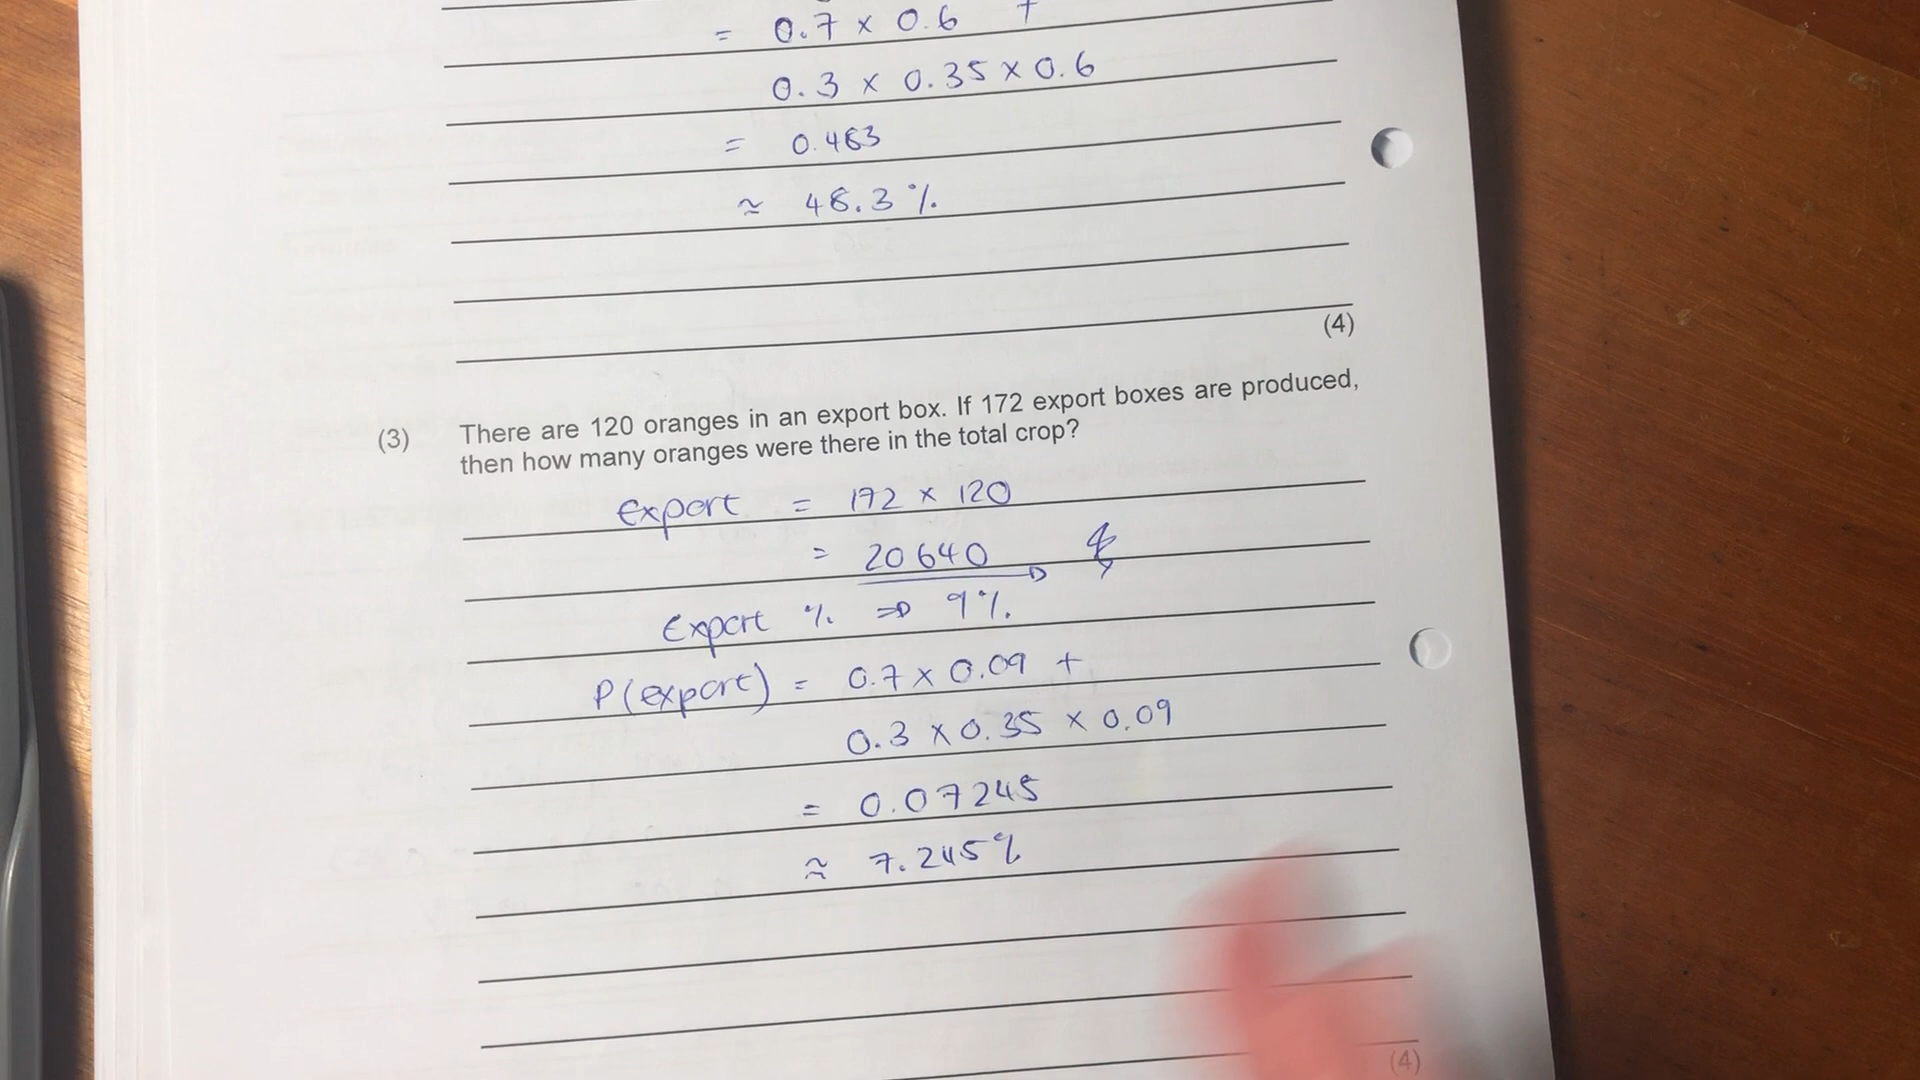 = 0.7 x 0.6 +
0.3 x 0.35 x 0.6
= 0.483
≈ 48.3 %
(4)
(3) There are 120 oranges in an export box. If 172 export boxes are produced,
then how many oranges were there in the total crop?
export = 172 x 120
= 20640
Export % ⇒ 9%.
P(export) = 0.7 x 0.09 +
0.3 x 0.35 x 0.09
= 0.07245
≈ 7.245%
(4)